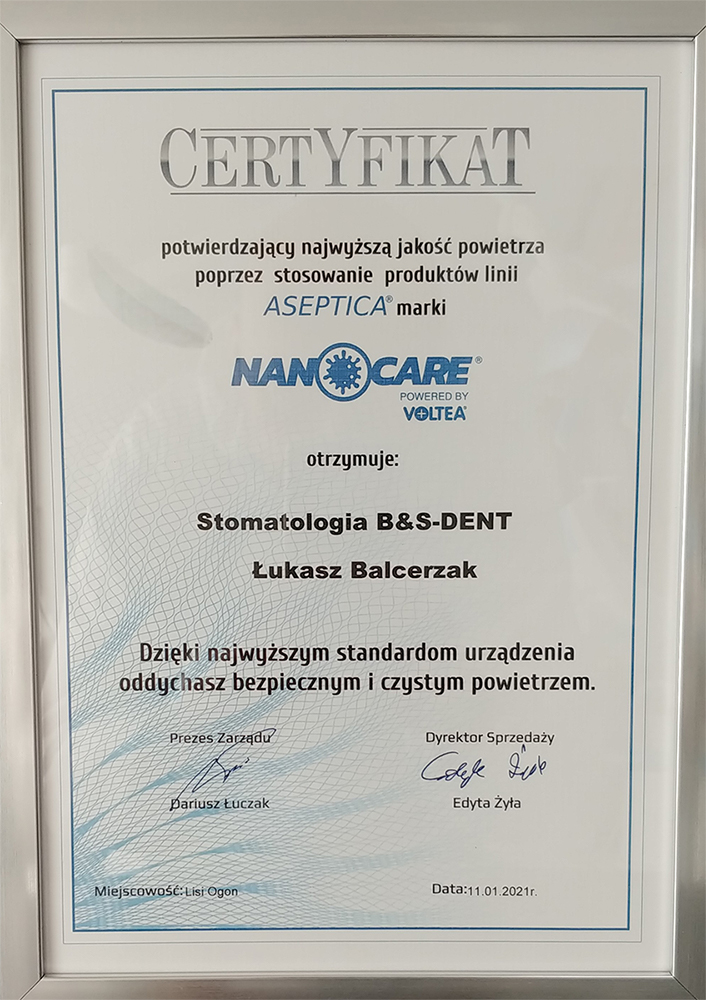 CERTYFIKAT
potwierdzający najwyższą jakość powietrza
poprzez stosowanie produktów linii
ASEPTICA® marki
NANOCARE®
POWERED BY
VOLTEA®
otrzymuje:
Stomatologia B&S-DENT
Łukasz Balcerzak
Dzięki najwyższym standardom urządzenia
oddychasz bezpiecznym i czystym powietrzem.
Prezes Zarządu
Dariusz Łuczak
Dyrektor Sprzedaży
Edyta Żyła
Edyta Żyła
Miejscowość: Lisi Ogon
Data: 11.01.2021r.